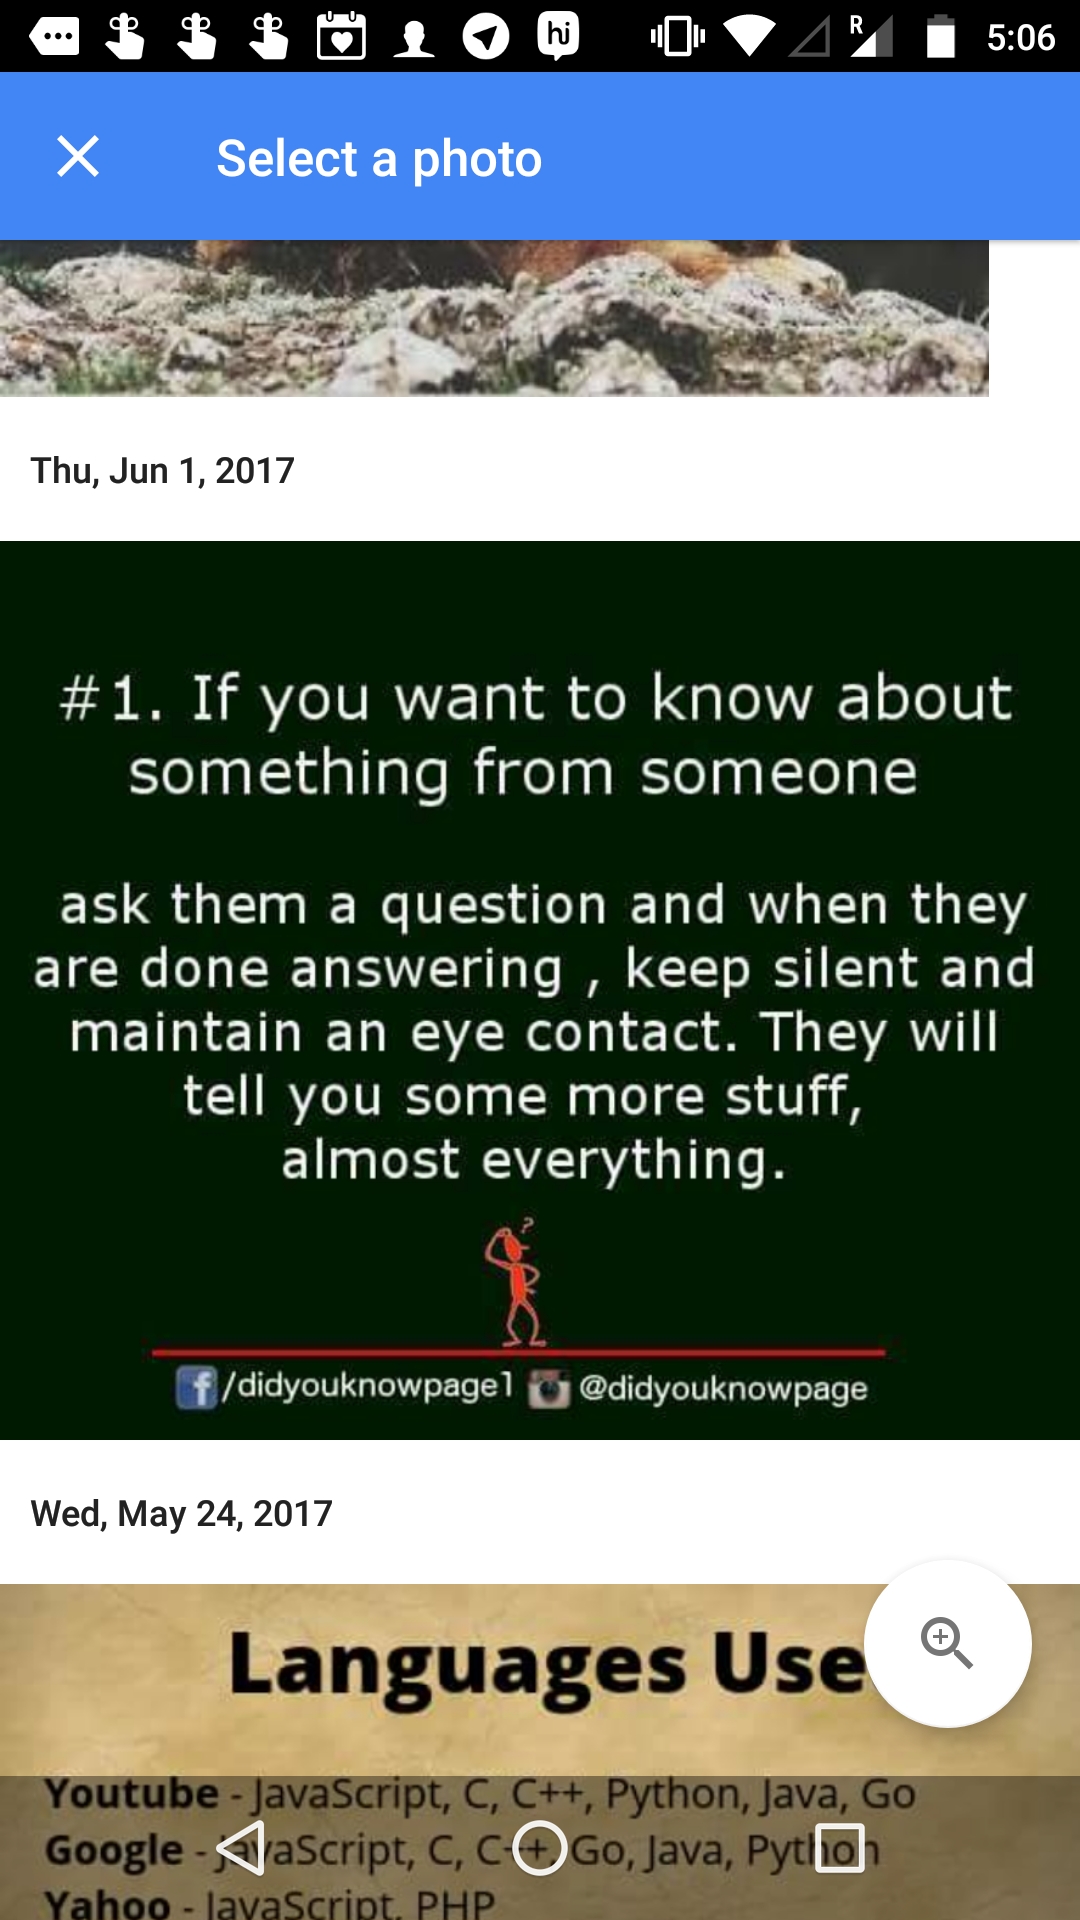 hi R 5:06
Select a photo
Thu, Jun 1, 2017
#1. If you want to know about
something from someone
ask them a question and when they
are done answering , keep silent and
maintain an eye contact. They will
tell you some more stuff,
almost everything.
?
f/didyouknowpage1 @didyouknowpage
Wed, May 24, 2017
Languages Use
Youtube - JavaScript, C, C++, Python, Java, Go
Google - JavaScript, C, C++, Go, Java, Python
Yahoo - JavaScript, PHP